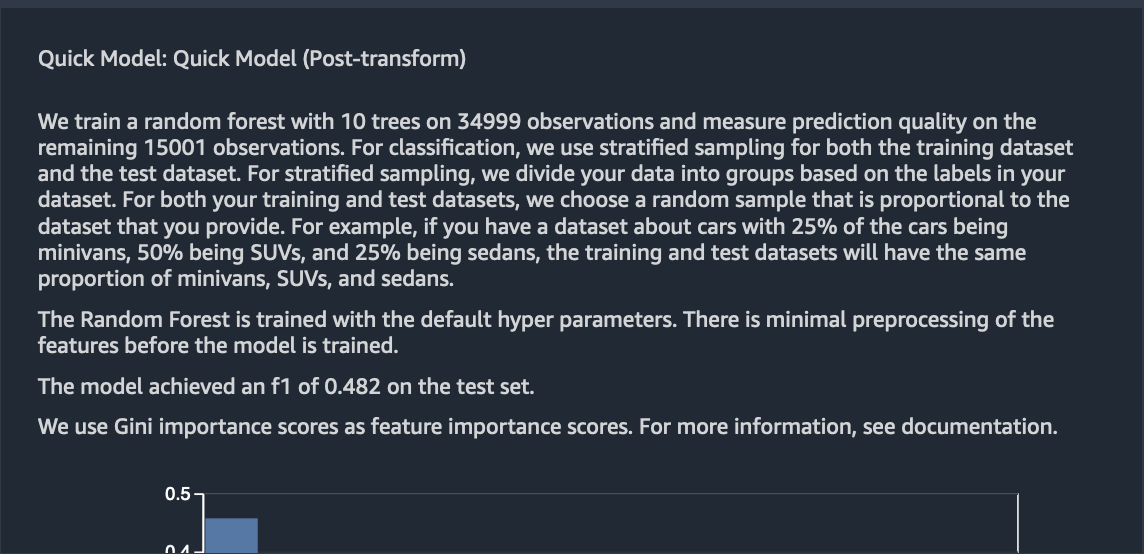 Quick Model: Quick Model (Post-transform)
We train a random forest with 10 trees on 34999 observations and measure prediction quality on the
remaining 15001 observations. For classification, we use stratified sampling for both the training dataset
and the test dataset. For stratified sampling, we divide your data into groups based on the labels in your
dataset. For both your training and test datasets, we choose a random sample that is proportional to the
dataset that you provide. For example, if you have a dataset about cars with 25% of the cars being
minivans, 50% being SUVs, and 25% being sedans, the training and test datasets will have the same
proportion of minivans, SUVs, and sedans.
The Random Forest is trained with the default hyper parameters. There is minimal preprocessing of the
features before the model is trained.
The model achieved an f1 of 0.482 on the test set.
We use Gini importance scores as feature importance scores. For more information, see documentation.
0.5
0.4